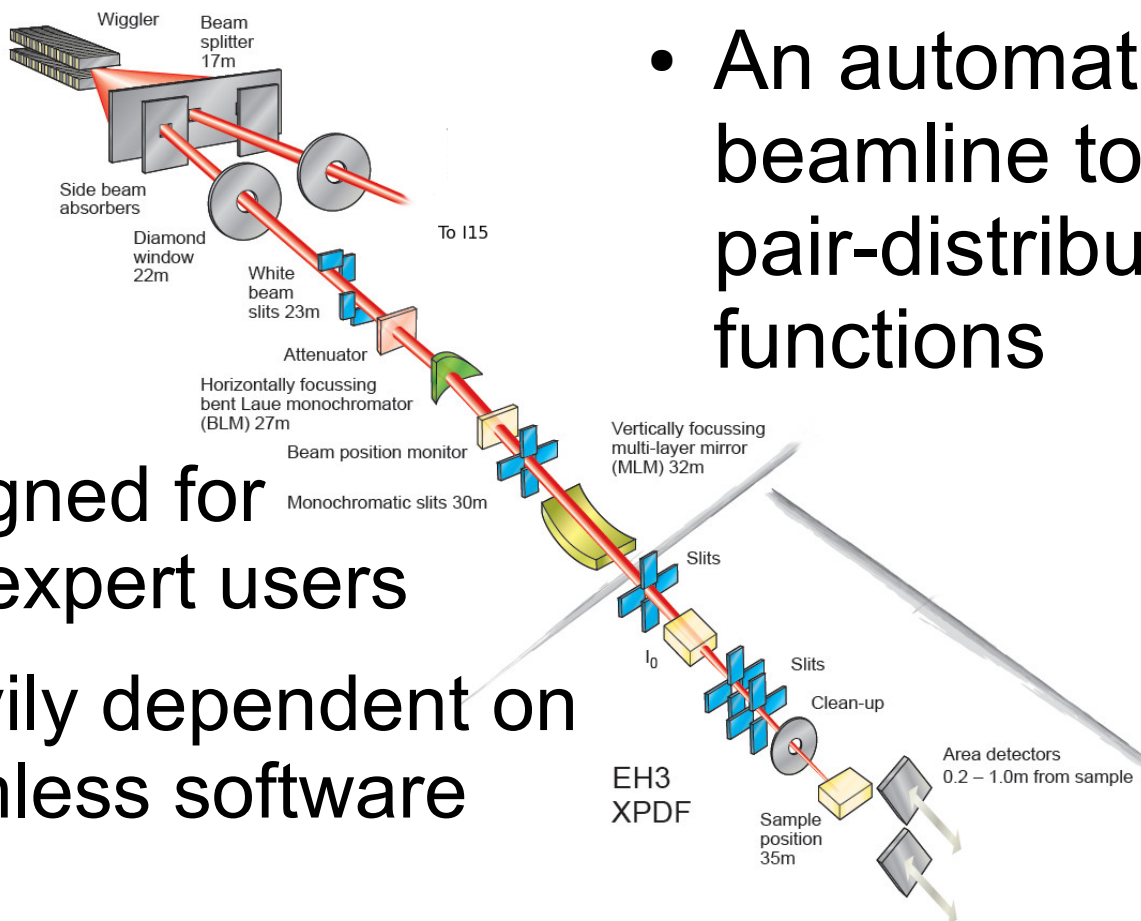 Wiggler
Beam
splitter
17m
• An automat
beamline to
pair-distribu
functions
Side beam
absorbers
Diamond
window
22m
To I15
White
beam
slits 23m
Attenuator
Horizontally focussing
bent Laue monochromator
(BLM) 27m
Beam position monitor
Monochromatic slits 30m
Vertically focussing
multi-layer mirror
(MLM) 32m
gned for
expert users
vily dependent on
nless software
Slits
I₀
Slits
Clean-up
EH3
XPDF
Sample
position
35m
Area detectors
0.2 – 1.0m from sample